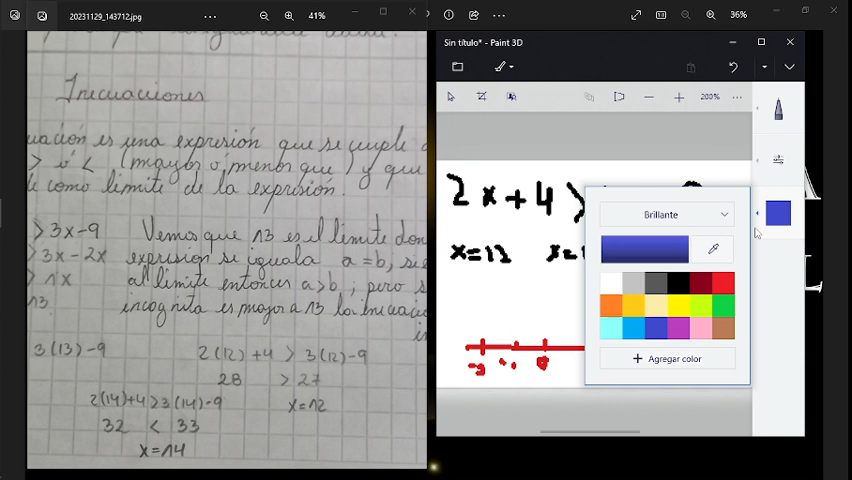 20231129_143712.jpg
41%
36%
Sin título* - Paint 3D
200%
Inecuaciones
uación es una expresión que se cumple
> ó < (mayor ó menor que) y que
le como limite de la expresión.
> 3x-9 Vemos que 13 es el limite don
> 3x-2x expresión se iguala a=b; si
> 1x al limite entonces a>b; pero s
13 incognita es mayor a 13 la inecuació
3(13)-9 2(12)+4 > 3(12)-9
28 > 27
2(14)+4>3(14)-9 x=12
32 < 33
x=14
2x+4>
x=12 x=1
Brillante
Agregar color